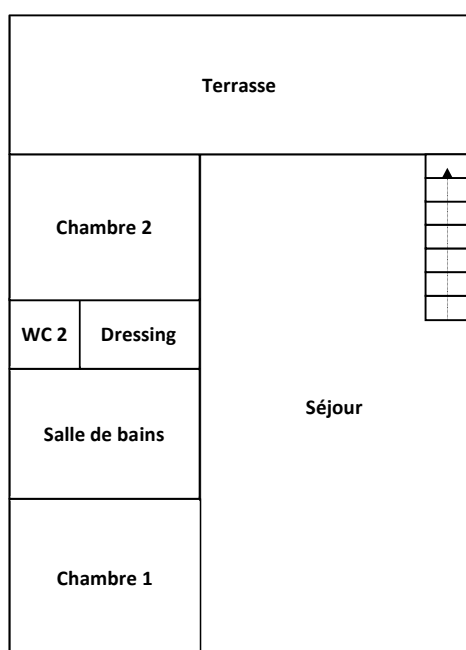 Terrasse
Chambre 2
WC 2
Dressing
Séjour
Salle de bains
Chambre 1